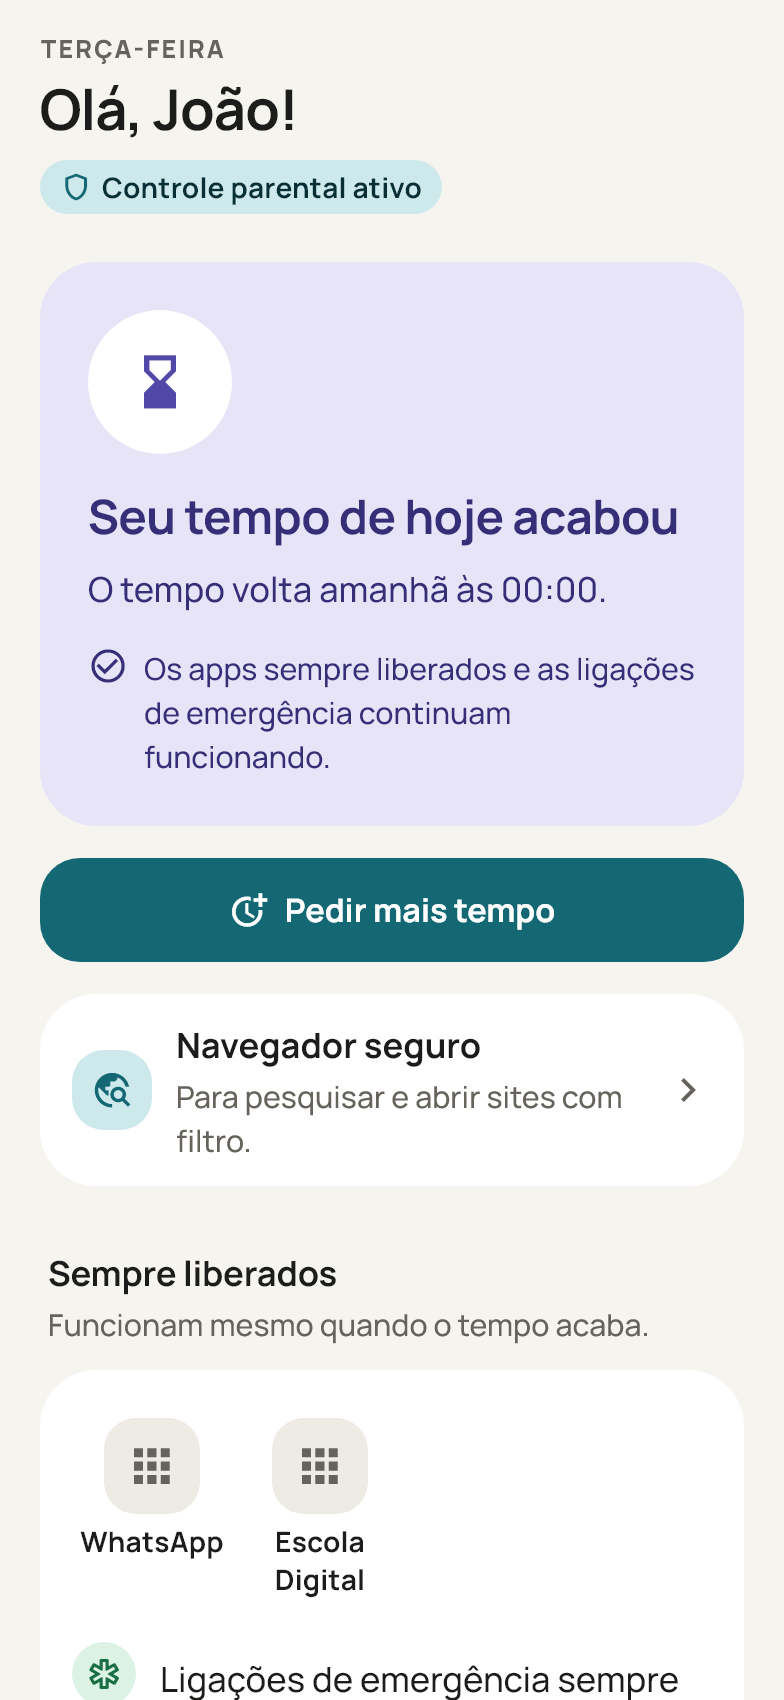 TERÇA-FEIRA
Olá, João!
Controle parental ativo
Seu tempo de hoje acabou
O tempo volta amanhã às 00:00.
Os apps sempre liberados e as ligações
de emergência continuam
funcionando.
Pedir mais tempo
Navegador seguro
Para pesquisar e abrir sites com
filtro.
Sempre liberados
Funcionam mesmo quando o tempo acaba.
WhatsApp
Escola
Digital
Ligações de emergência sempre